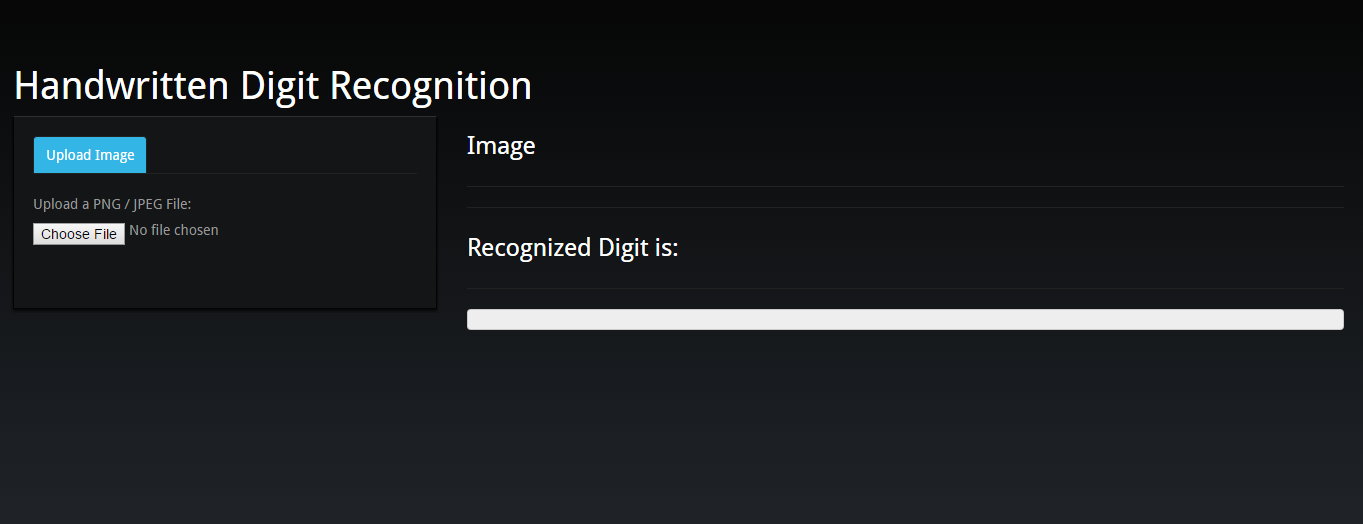 Handwritten Digit Recognition
Upload Image
Upload a PNG / JPEG File:
Choose File No file chosen
Image
Recognized Digit is: